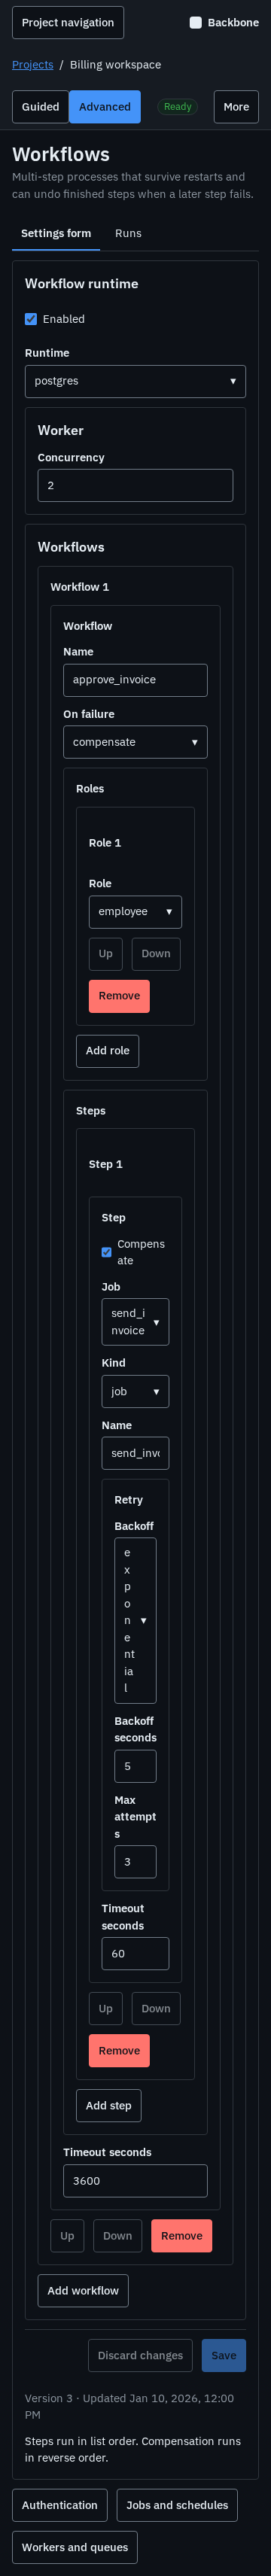 Project navigation
Backbone
Projects / Billing workspace
Guided
Advanced
Ready
More
Workflows
Multi-step processes that survive restarts and
can undo finished steps when a later step fails.
Settings form
Runs
Workflow runtime
Enabled
Runtime
postgres
Worker
Concurrency
2
Workflows
Workflow 1
Workflow
Name
approve_invoice
On failure
compensate
Roles
Role 1
Role
employee
Up
Down
Remove
Add role
Steps
Step 1
Step
Compens
ate
Job
send_i
nvoice
Kind
job
Name
send_invo
Retry
Backoff
e
x
p
o
n
e
nt
ia
l
Backoff
seconds
5
Max
attempt
s
3
Timeout
seconds
60
Up
Down
Remove
Add step
Timeout seconds
3600
Up
Down
Remove
Add workflow
Discard changes
Save
Version 3 · Updated Jan 10, 2026, 12:00
PM
Steps run in list order. Compensation runs
in reverse order.
Authentication
Jobs and schedules
Workers and queues